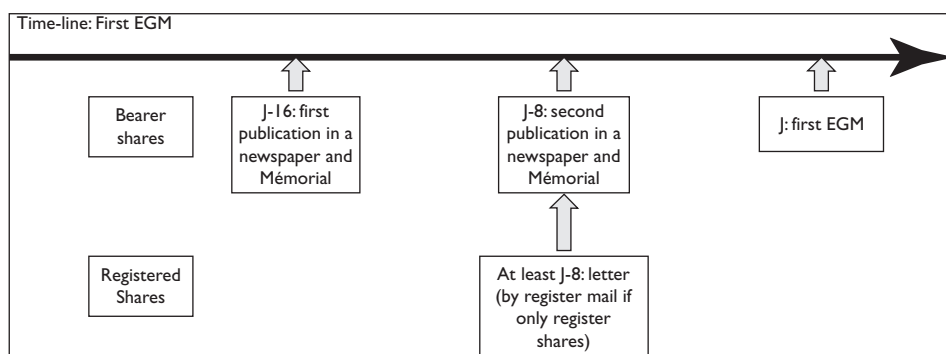 Time-line: First EGM
Bearer
shares
J-16: first
publication in a
newspaper and
Mémorial
J-8: second
publication in a
newspaper and
Mémorial
J: first EGM
Registered
Shares
At least J-8: letter
(by register mail if
only register
shares)